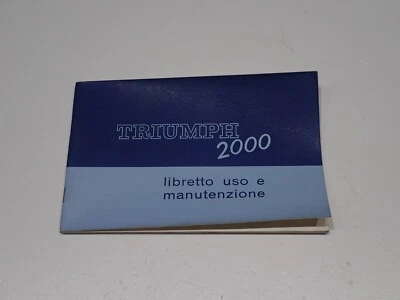 TRIUMPH
2000
libretto uso e
manutenzione